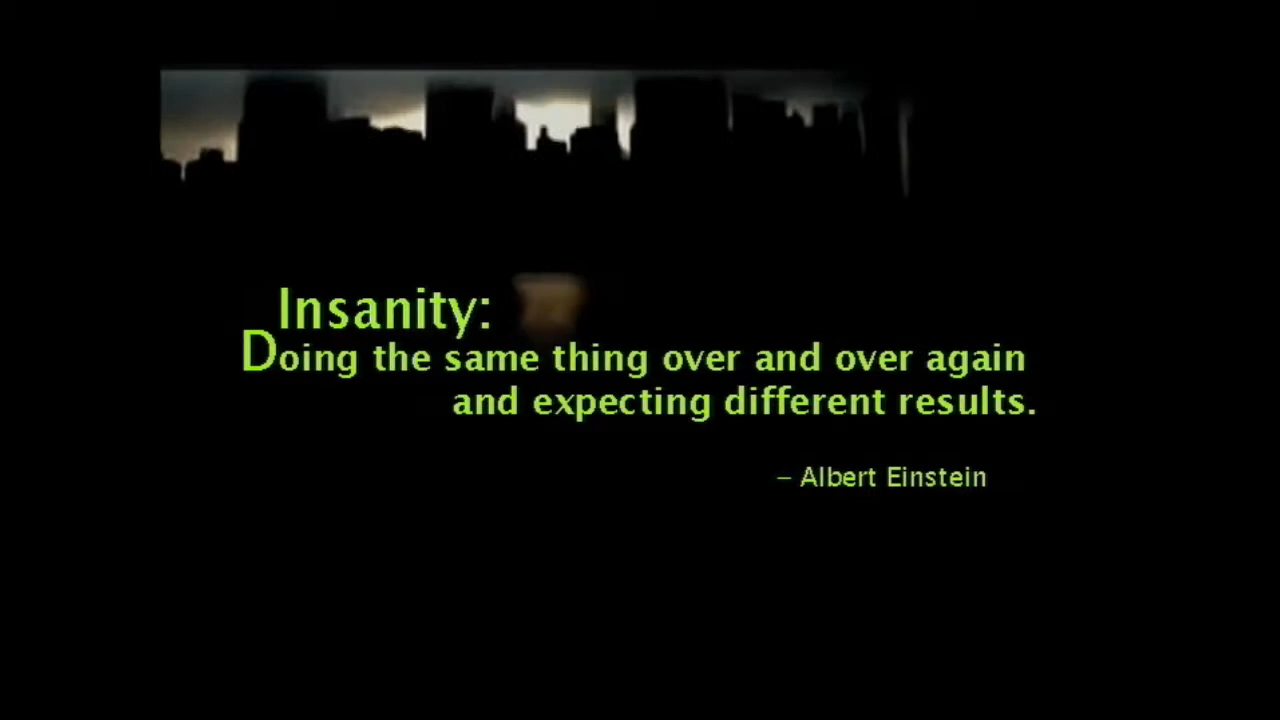 Insanity:
Doing the same thing over and over again
and expecting different results.
– Albert Einstein